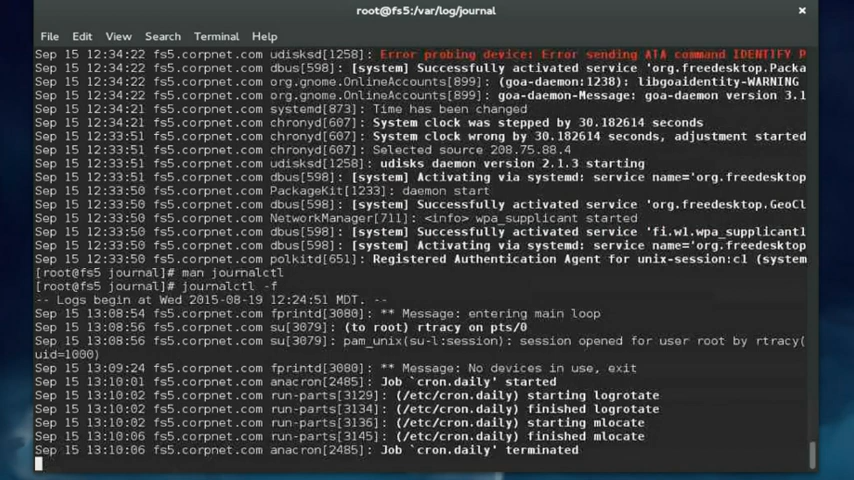 root@fs5:/var/log/journal
File Edit View Search Terminal Help
Sep 15 12:34:22 fs5.corpnet.com udisksd[1258]: Error probing device: Error sending ATA command IDENTIFY P
Sep 15 12:34:22 fs5.corpnet.com dbus[598]: [system] Successfully activated service 'org.freedesktop.Packa
Sep 15 12:34:22 fs5.corpnet.com org.gnome.OnlineAccounts[899]: (goa-daemon:1238): libgoaidentity-WARNING
Sep 15 12:34:22 fs5.corpnet.com org.gnome.OnlineAccounts[899]: goa-daemon-Message: goa-daemon version 3.1
Sep 15 12:34:21 fs5.corpnet.com systemd[873]: Time has been changed
Sep 15 12:34:21 fs5.corpnet.com chronyd[607]: System clock was stepped by 30.182614 seconds
Sep 15 12:33:51 fs5.corpnet.com chronyd[607]: System clock wrong by 30.182614 seconds, adjustment started
Sep 15 12:33:51 fs5.corpnet.com chronyd[607]: Selected source 208.75.88.4
Sep 15 12:33:51 fs5.corpnet.com udisksd[1258]: udisks daemon version 2.1.3 starting
Sep 15 12:33:51 fs5.corpnet.com dbus[598]: [system] Activating via systemd: service name='org.freedesktop
Sep 15 12:33:50 fs5.corpnet.com PackageKit[1233]: daemon start
Sep 15 12:33:50 fs5.corpnet.com dbus[598]: [system] Successfully activated service 'org.freedesktop.GeoCl
Sep 15 12:33:50 fs5.corpnet.com NetworkManager[711]: <info> wpa_supplicant started
Sep 15 12:33:50 fs5.corpnet.com dbus[598]: [system] Successfully activated service 'fi.w1.wpa_supplicant1
Sep 15 12:33:50 fs5.corpnet.com dbus[598]: [system] Activating via systemd: service name='org.freedesktop
Sep 15 12:33:50 fs5.corpnet.com polkitd[651]: Registered Authentication Agent for unix-session:c1 (system
[root@fs5 journal]# man journalctl
[root@fs5 journal]# journalctl -f
-- Logs begin at Wed 2015-08-19 12:24:51 MDT. --
Sep 15 13:08:54 fs5.corpnet.com fprintd[3080]: ** Message: entering main loop
Sep 15 13:08:56 fs5.corpnet.com su[3079]: (to root) rtracy on pts/0
Sep 15 13:08:56 fs5.corpnet.com su[3079]: pam_unix(su-l:session): session opened for user root by rtracy(
uid=1000)
Sep 15 13:09:24 fs5.corpnet.com fprintd[3080]: ** Message: No devices in use, exit
Sep 15 13:10:01 fs5.corpnet.com anacron[2485]: Job `cron.daily' started
Sep 15 13:10:02 fs5.corpnet.com run-parts[3129]: (/etc/cron.daily) starting logrotate
Sep 15 13:10:02 fs5.corpnet.com run-parts[3134]: (/etc/cron.daily) finished logrotate
Sep 15 13:10:02 fs5.corpnet.com run-parts[3136]: (/etc/cron.daily) starting mlocate
Sep 15 13:10:06 fs5.corpnet.com run-parts[3145]: (/etc/cron.daily) finished mlocate
Sep 15 13:10:06 fs5.corpnet.com anacron[2485]: Job `cron.daily' terminated